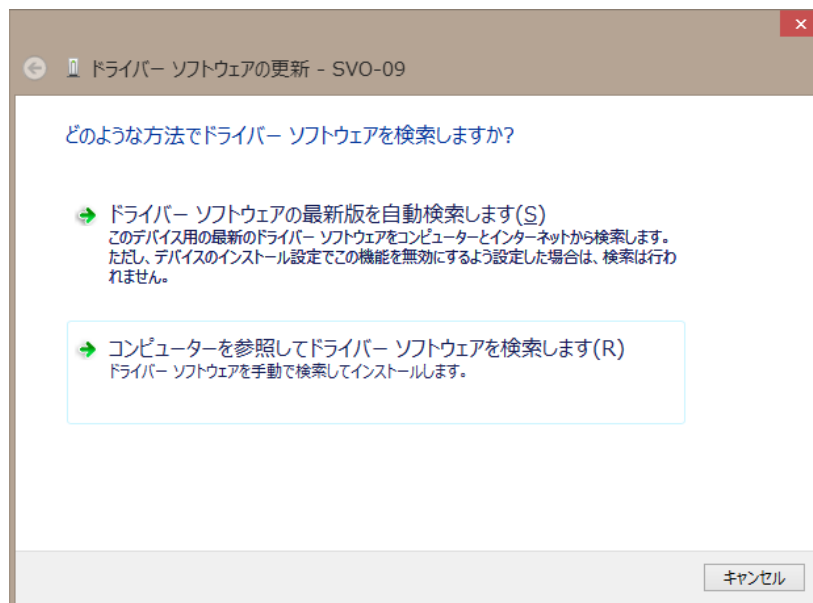 ドライバー ソフトウェアの更新 - SVO-09
どのような方法でドライバー ソフトウェアを検索しますか?
ドライバー ソフトウェアの最新版を自動検索します(S)
このデバイス用の最新のドライバー ソフトウェアをコンピューターとインターネットから検索します。
ただし、デバイスのインストール設定でこの機能を無効にするよう設定した場合は、検索は行わ
れません。
コンピューターを参照してドライバー ソフトウェアを検索します(R)
ドライバー ソフトウェアを手動で検索してインストールします。
キャンセル